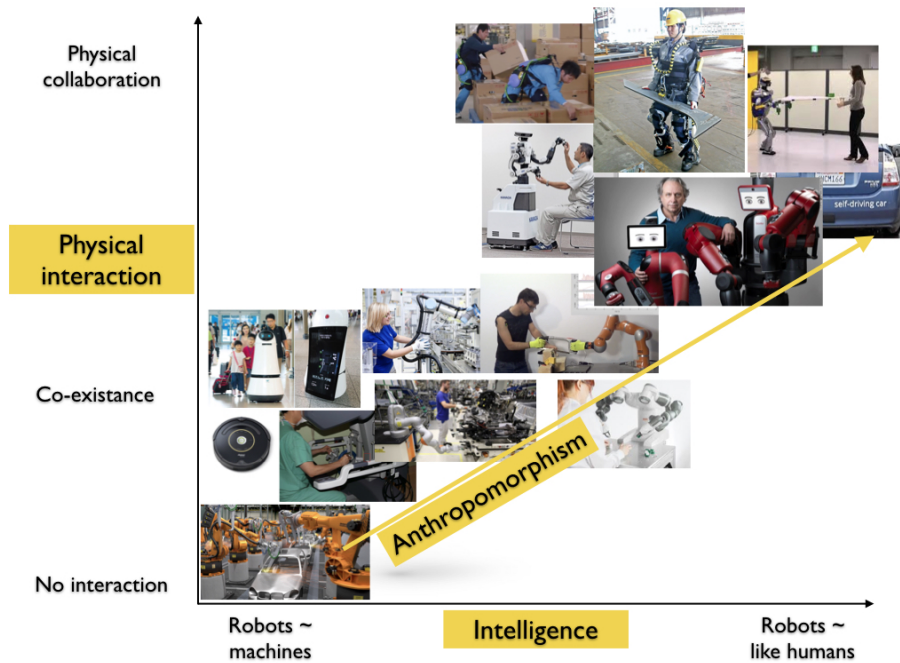 Physical
collaboration
Physical
interaction
Co-existance
No interaction
self-driving car
Anthropomorphism
Robots ~
machines
Intelligence
Robots ~
like humans